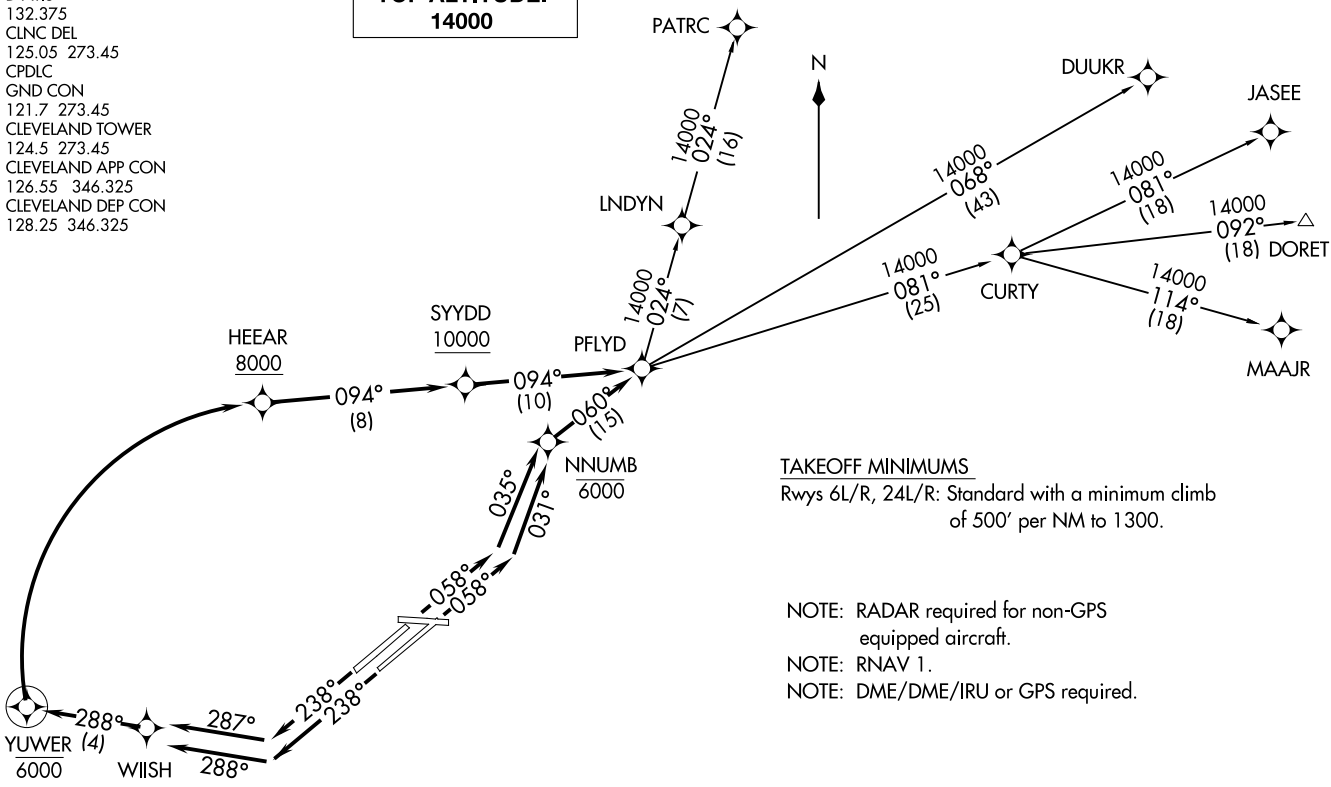 132.375
CLNC DEL
125.05 273.45
CPDLC
GND CON
121.7 273.45
CLEVELAND TOWER
124.5 273.45
CLEVELAND APP CON
126.55 346.325
CLEVELAND DEP CON
128.25 346.325
TOP ALTITUDE:
14000
PATRC
N
DUUKR
JASEE
14000
024°
(16)
14000
068°
(43)
14000
081°
(18)
LNDYN
14000
092°
(18)
DORET
14000
024°
(7)
14000
081°
(25)
CURTY
14000
114°
(18)
MAAJR
HEEAR
8000
SYYDD
10000
PFLYD
094°
(8)
094°
(10)
060°
(15)
NNUMB
6000
035°
031°
058°
058°
238°
238°
287°
288°
288°
(4)
YUWER
6000
WIISH
TAKEOFF MINIMUMS
Rwys 6L/R, 24L/R: Standard with a minimum climb
of 500' per NM to 1300.
NOTE: RADAR required for non-GPS
equipped aircraft.
NOTE: RNAV 1.
NOTE: DME/DME/IRU or GPS required.